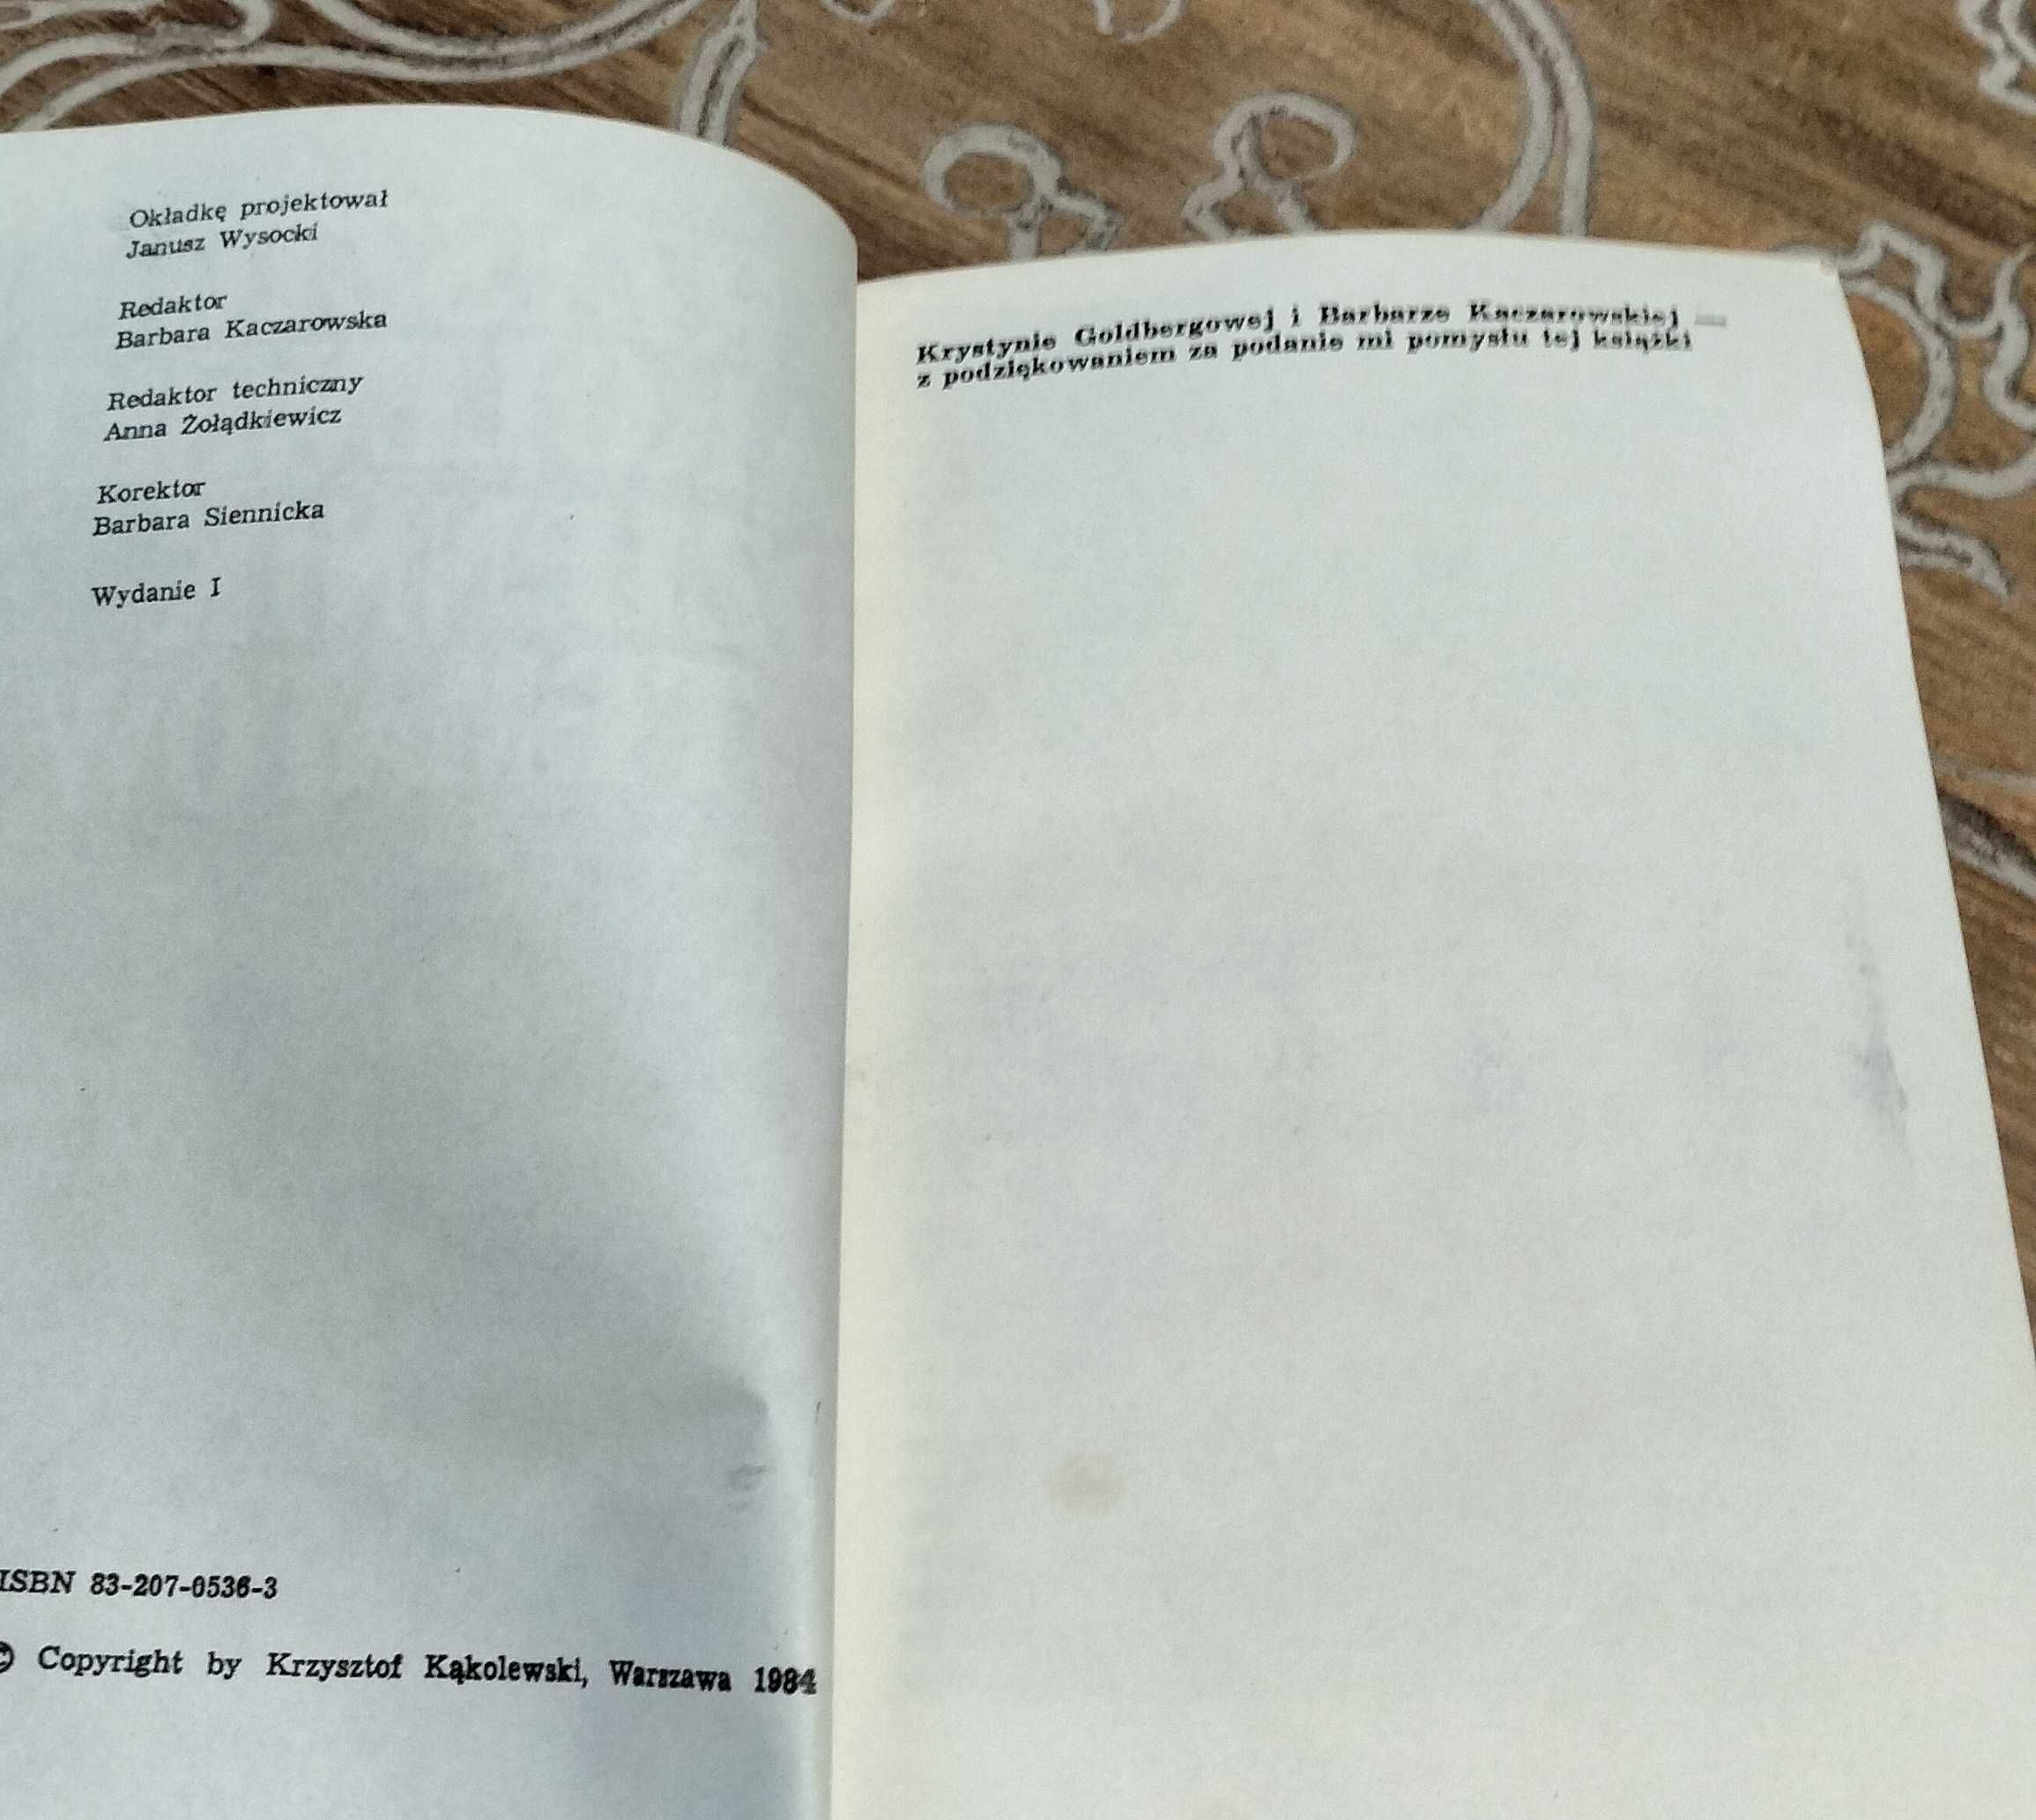 Okładkę projektował
Janusz Wysocki
Redaktor
Barbara Kaczarowska
Redaktor techniczny
Anna Żołądkiewicz
Korektor
Barbara Siennicka
Wydanie I
ISBN 83-207-0536-3
© Copyright by Krzysztof Kąkolewski, Warszawa 1984
Krystynie Goldbergowej i Barbarze Kaczarowskiej —
z podziękowaniem za podanie mi pomysłu tej książki